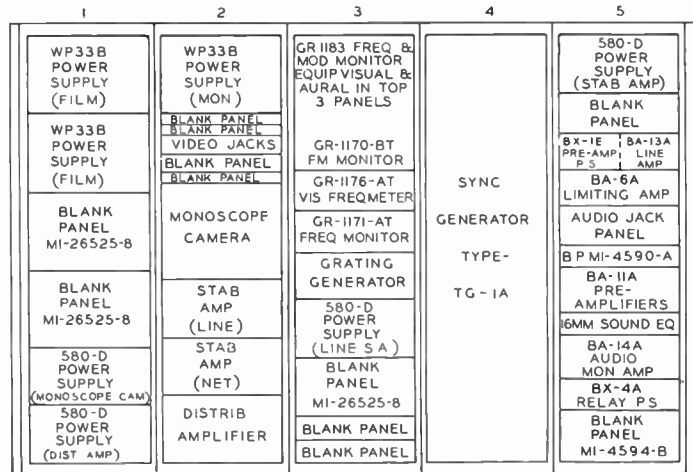 1 2 3 4 5
WP33B
POWER
SUPPLY
(FILM)
WP33B
POWER
SUPPLY
(FILM)
BLANK
PANEL
MI-26525-8
BLANK
PANEL
MI-26525-8
580-D
POWER
SUPPLY
(MONOSCOPE CAM)
580-D
POWER
SUPPLY
(DIST AMP)
WP33B
POWER
SUPPLY
(MON)
BLANK PANEL
BLANK PANEL
VIDEO JACKS
BLANK PANEL
BLANK PANEL
MONOSCOPE
CAMERA
STAB
AMP
(LINE)
STAB
AMP
(NET)
DISTRIB
AMPLIFIER
GR 1183 FREQ &
MOD MONITOR
EQUIP VISUAL &
AURAL IN TOP
3 PANELS
GR-1170-BT
FM MONITOR
GR-1176-AT
VIS FREQMETER
GR-1171-AT
FREQ MONITOR
GRATING
GENERATOR
580-D
POWER
SUPPLY
(LINE SA)
BLANK
PANEL
MI-26525-8
BLANK PANEL
BLANK PANEL
SYNC
GENERATOR
TYPE-
TG-1A
580-D
POWER
SUPPLY
(STAB AMP)
BLANK
PANEL
BX-1E BA-13A
PRE-AMP LINE
PS AMP
BA-6A
LIMITING AMP
AUDIO JACK
PANEL
BP MI-4590-A
BA-11A
PRE-
AMPLIFIERS
16MM SOUND EQ
BA-14A
AUDIO
MON AMP
BX-4A
RELAY PS
BLANK
PANEL
MI-4594-B